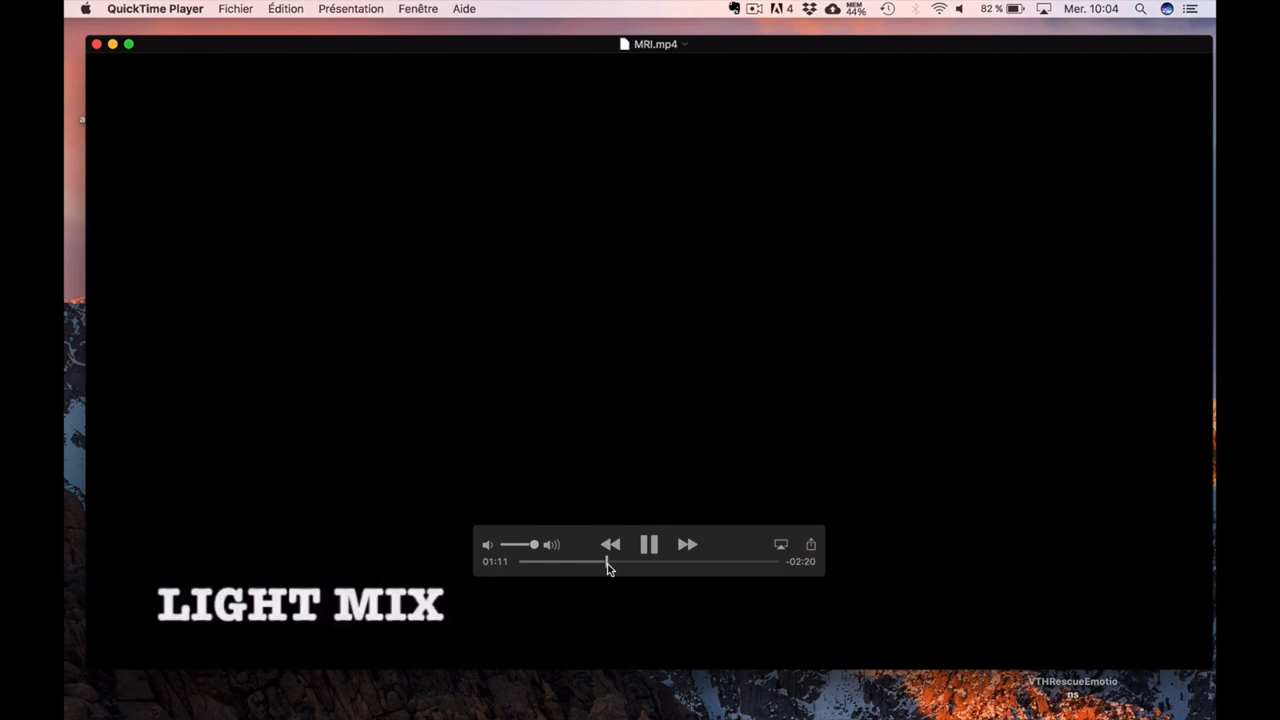 QuickTime Player Fichier Édition Présentation Fenêtre Aide 4 MEM 44% 82 % Mer. 10:04
MRI.mp4
a
01:11 -02:20
LIGHT MIX
VTHRescueEmotio
ns